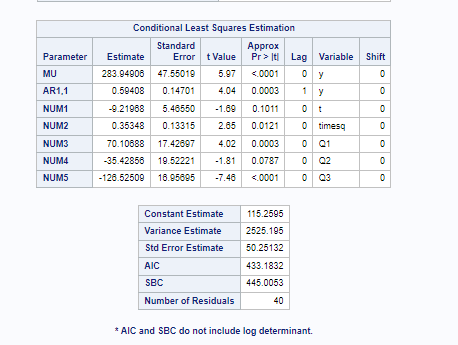 Conditional Least Squares Estimation
Parameter Estimate Standard Error t Value Approx Pr > |t| Lag Variable Shift
MU 283.94906 47.55019 5.97 <.0001 0 y 0
AR1,1 0.59408 0.14701 4.04 0.0003 1 y 0
NUM1 -9.21968 5.46550 -1.69 0.1011 0 t 0
NUM2 0.35348 0.13315 2.65 0.0121 0 timesq 0
NUM3 70.10688 17.42697 4.02 0.0003 0 Q1 0
NUM4 -35.42856 19.52221 -1.81 0.0787 0 Q2 0
NUM5 -126.52509 16.95695 -7.46 <.0001 0 Q3 0
Constant Estimate 115.2595
Variance Estimate 2525.195
Std Error Estimate 50.25132
AIC 433.1832
SBC 445.0053
Number of Residuals 40
* AIC and SBC do not include log determinant.